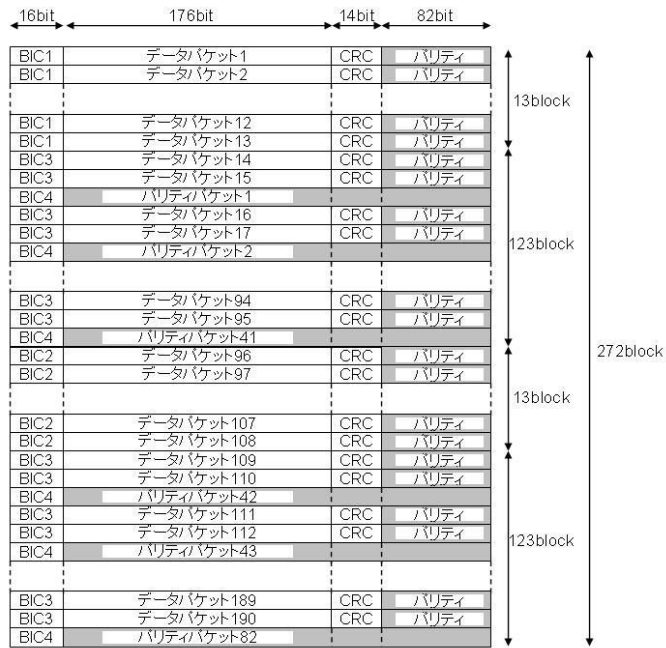 16bit 176bit 14bit 82bit
BIC1 データパケット1 CRC パリティ
BIC1 データパケット2 CRC パリティ
13block
BIC1 データパケット12 CRC パリティ
BIC1 データパケット13 CRC パリティ
BIC3 データパケット14 CRC パリティ
BIC3 データパケット15 CRC パリティ
BIC4 パリティパケット1
BIC3 データパケット16 CRC パリティ
BIC3 データパケット17 CRC パリティ
BIC4 パリティパケット2
123block
BIC3 データパケット94 CRC パリティ
BIC3 データパケット95 CRC パリティ
BIC4 パリティパケット41
272block
BIC2 データパケット96 CRC パリティ
BIC2 データパケット97 CRC パリティ
13block
BIC2 データパケット107 CRC パリティ
BIC2 データパケット108 CRC パリティ
BIC3 データパケット109 CRC パリティ
BIC3 データパケット110 CRC パリティ
BIC4 パリティパケット42
BIC3 データパケット111 CRC パリティ
BIC3 データパケット112 CRC パリティ
BIC4 パリティパケット43
123block
BIC3 データパケット189 CRC パリティ
BIC3 データパケット190 CRC パリティ
BIC4 パリティパケット82